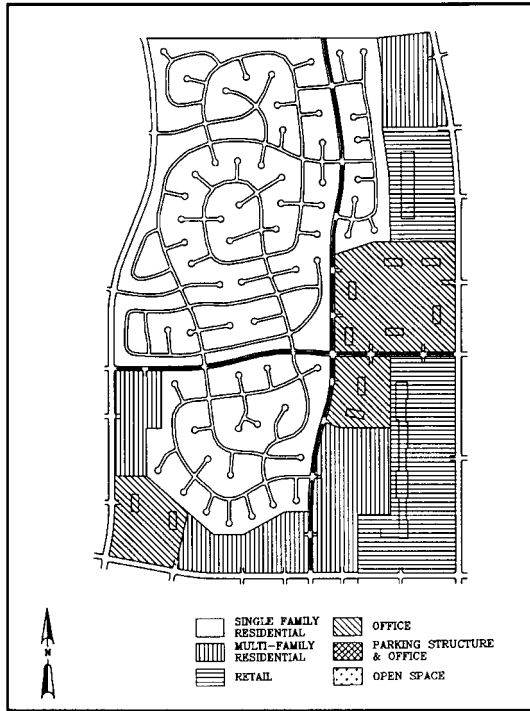 N
SINGLE FAMILY
RESIDENTIAL
MULTI-FAMILY
RESIDENTIAL
RETAIL
OFFICE
PARKING STRUCTURE
& OFFICE
OPEN SPACE